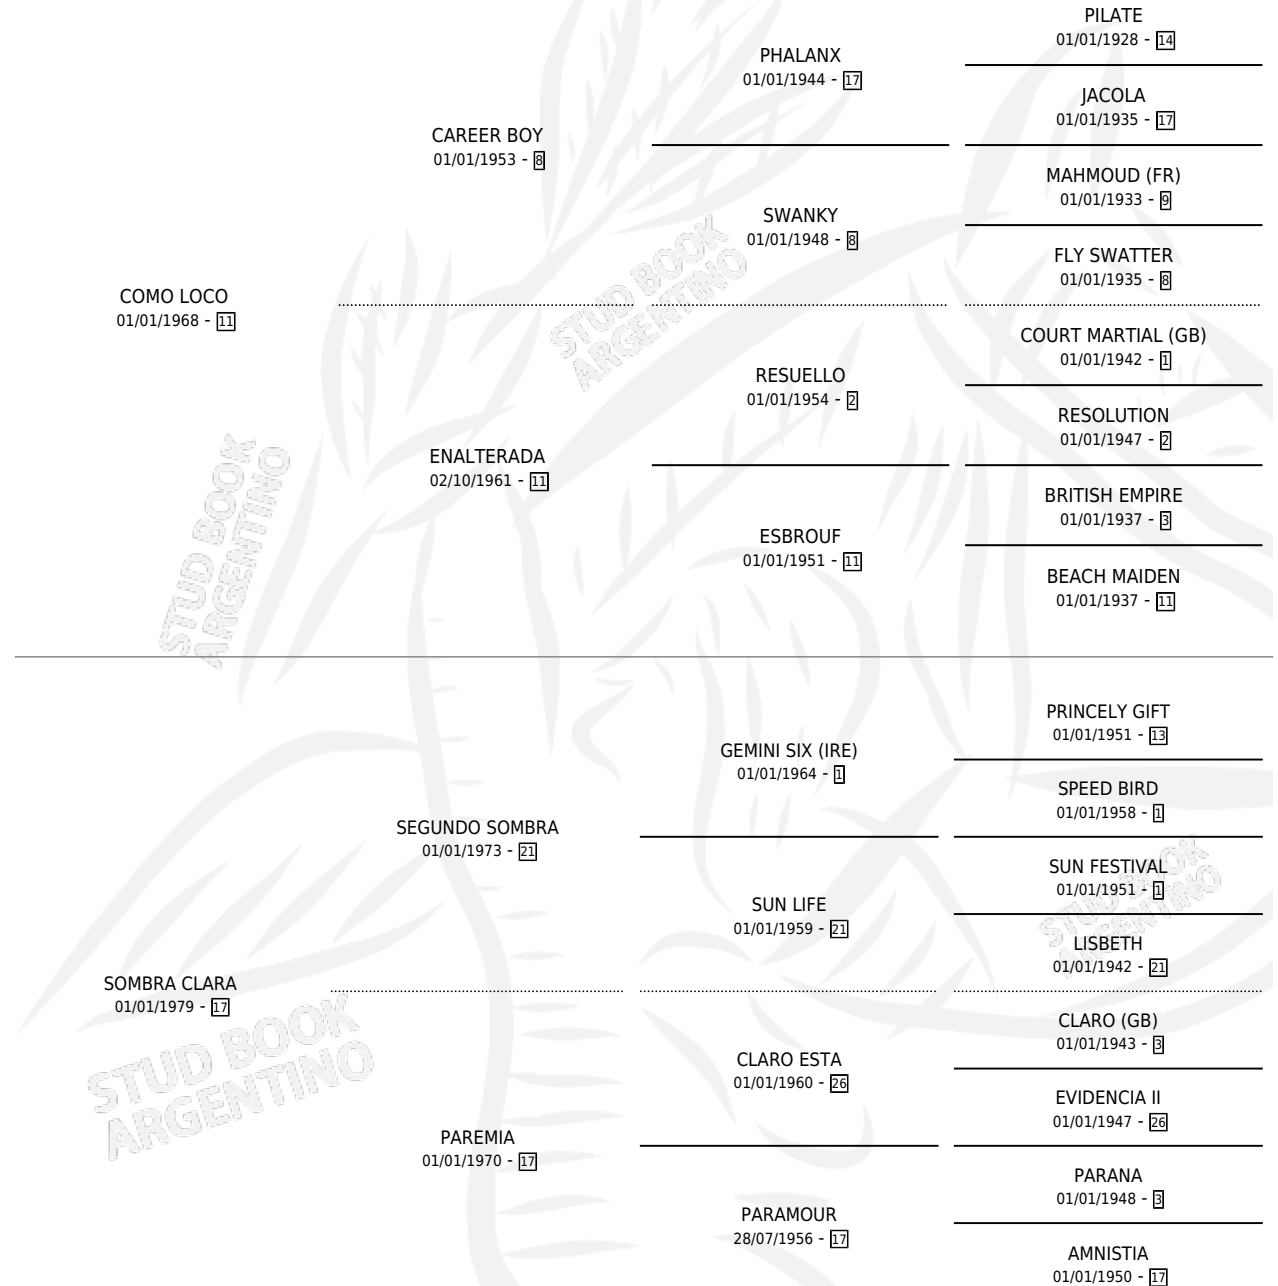 PILATE
01/01/1928 - 14
PHALANX
01/01/1944 - 17
JACOLA
01/01/1935 - 17
CAREER BOY
01/01/1953 - 8
MAHMOUD (FR)
01/01/1933 - 9
SWANKY
01/01/1948 - 8
FLY SWATTER
01/01/1935 - 8
COMO LOCO
01/01/1968 - 11
COURT MARTIAL (GB)
01/01/1942 - 1
RESUELLO
01/01/1954 - 2
RESOLUTION
01/01/1947 - 2
ENALTERADA
02/10/1961 - 11
BRITISH EMPIRE
01/01/1937 - 3
ESBROUF
01/01/1951 - 11
BEACH MAIDEN
01/01/1937 - 11
PRINCELY GIFT
01/01/1951 - 13
GEMINI SIX (IRE)
01/01/1964 - 1
SPEED BIRD
01/01/1958 - 1
SEGUNDO SOMBRA
01/01/1973 - 21
SUN FESTIVAL
01/01/1951 - 1
SUN LIFE
01/01/1959 - 21
LISBETH
01/01/1942 - 21
SOMBRA CLARA
01/01/1979 - 17
CLARO (GB)
01/01/1943 - 3
CLARO ESTA
01/01/1960 - 26
EVIDENCIA II
01/01/1947 - 26
PAREMIA
01/01/1970 - 17
PARANA
01/01/1948 - 3
PARAMOUR
28/07/1956 - 17
AMNISTIA
01/01/1950 - 17
STUD BOOK
ARGENTINO
STUD BOOK
ARGENTINO
STUD BOOK
ARGENTINO
STUD BOOK
ARGENTINO